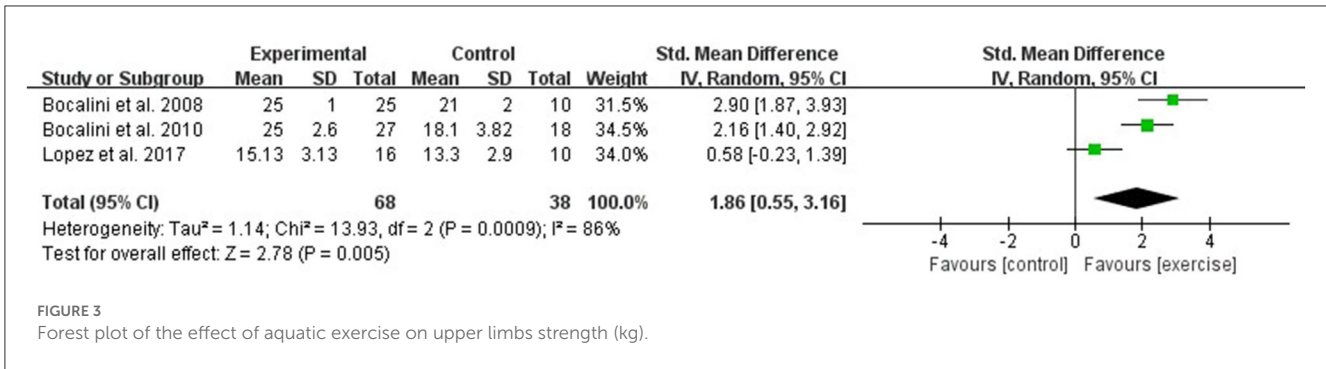 Experimental Control Std. Mean Difference Std. Mean Difference
Study or Subgroup Mean SD Total Mean SD Total Weight IV, Random, 95% CI IV, Random, 95% CI
Bocalini et al. 2008 25 1 25 21 2 10 31.5% 2.90 [1.87, 3.93]
Bocalini et al. 2010 25 2.6 27 18.1 3.82 18 34.5% 2.16 [1.40, 2.92]
Lopez et al. 2017 15.13 3.13 16 13.3 2.9 10 34.0% 0.58 [-0.23, 1.39]
Total (95% CI) 68 38 100.0% 1.86 [0.55, 3.16]
Heterogeneity: Tau² = 1.14; Chi² = 13.93, df = 2 (P = 0.0009); I² = 86%
Test for overall effect: Z = 2.78 (P = 0.005)
-4 -2 0 2 4
Favours [control] Favours [exercise]
FIGURE 3
Forest plot of the effect of aquatic exercise on upper limbs strength (kg).